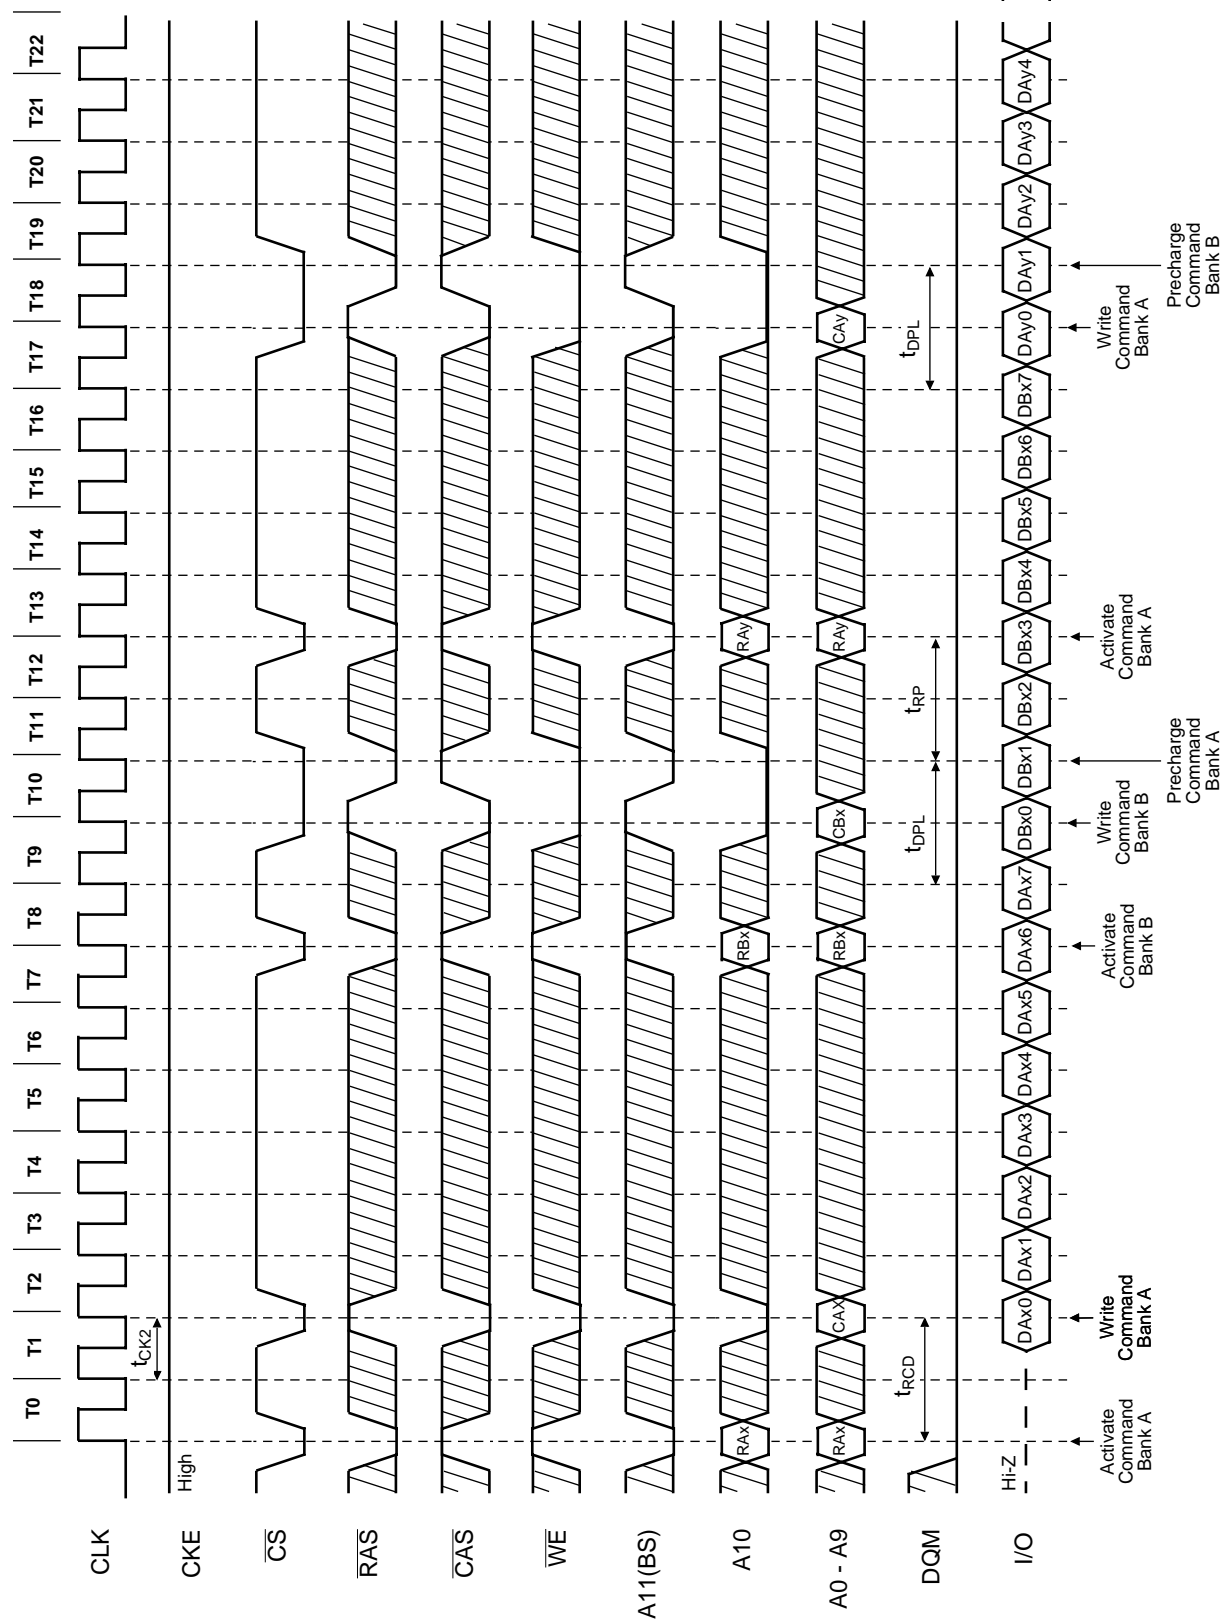 T0 T1 T2 T3 T4 T5 T6 T7 T8 T9 T10 T11 T12 T13 T14 T15 T16 T17 T18 T19 T20 T21 T22
CLK
tCK2
CKE
High
CS
RAS
CAS
WE
A11(BS)
A10
RAx RBx RAy
A0 - A9
RAx CAX RBx CBx RAy CAy
DQM
tRCD tDPL tRP tDPL
I/O
Hi-Z
DAx0 DAx1 DAx2 DAx3 DAx4 DAx5 DAx6 DAx7 DBx0 DBx1 DBx2 DBx3 DBx4 DBx5 DBx6 DBx7 DAy0 DAy1 DAy2 DAy3 DAy4
Activate
Command
Bank A
Write
Command
Bank A
Activate
Command
Bank B
Write
Command
Bank B
Precharge
Command
Bank A
Activate
Command
Bank A
Write
Command
Bank A
Precharge
Command
Bank B